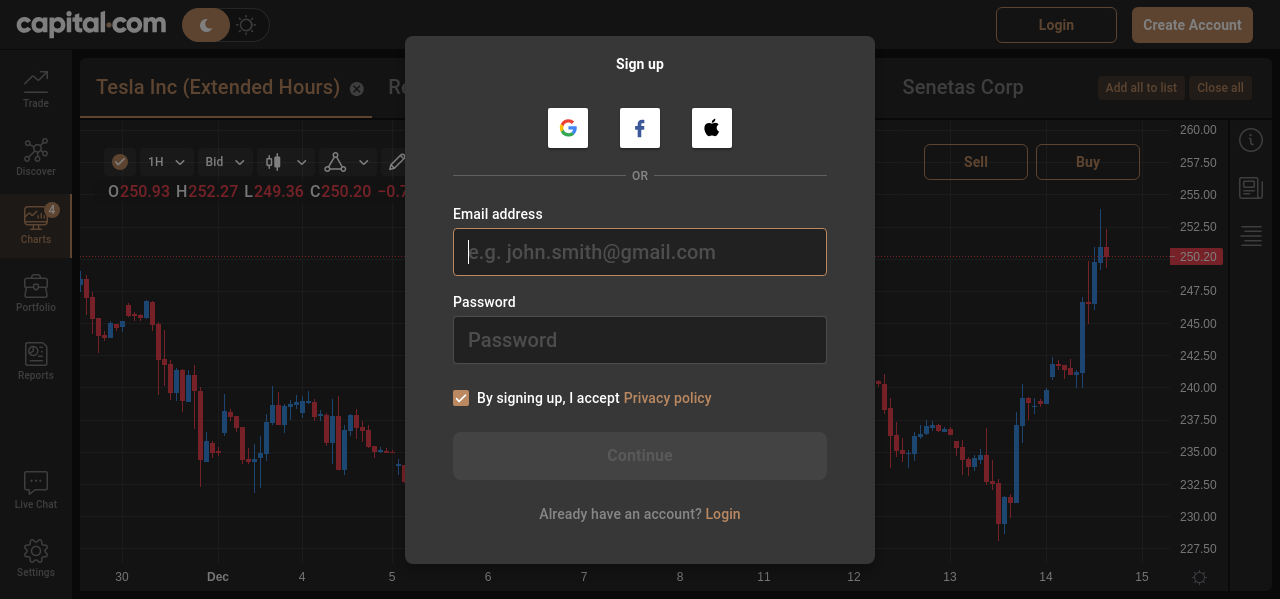 capital.com
Login
Create Account
Sign up
Tesla Inc (Extended Hours)
Re
Senetas Corp
Add all to list
Close all
Trade
Discover
4
Charts
Portfolio
Reports
Live Chat
Settings
1H
Bid
O250.93 H252.27 L249.36 C250.20 −0.7
Sell
Buy
OR
Email address
e.g. john.smith@gmail.com
Password
Password
By signing up, I accept Privacy policy
Continue
Already have an account? Login
260.00
257.50
255.00
252.50
250.20
247.50
245.00
242.50
240.00
237.50
235.00
232.50
230.00
227.50
30 Dec 4 5 6 7 8 11 12 13 14 15